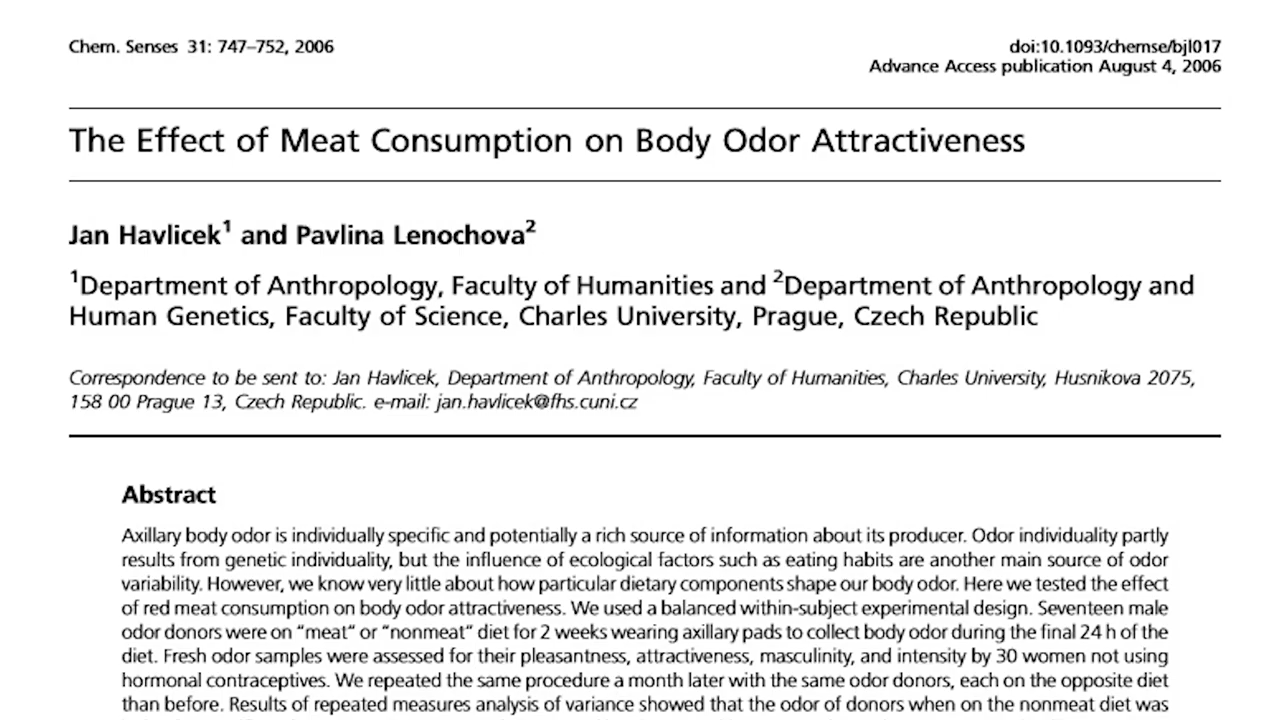 Chem. Senses 31: 747–752, 2006
doi:10.1093/chemse/bjl017
Advance Access publication August 4, 2006
The Effect of Meat Consumption on Body Odor Attractiveness
Jan Havlicek1 and Pavlina Lenochova2
1Department of Anthropology, Faculty of Humanities and 2Department of Anthropology and
Human Genetics, Faculty of Science, Charles University, Prague, Czech Republic
Correspondence to be sent to: Jan Havlicek, Department of Anthropology, Faculty of Humanities, Charles University, Husnikova 2075,
158 00 Prague 13, Czech Republic. e-mail: jan.havlicek@fhs.cuni.cz
Abstract
Axillary body odor is individually specific and potentially a rich source of information about its producer. Odor individuality partly
results from genetic individuality, but the influence of ecological factors such as eating habits are another main source of odor
variability. However, we know very little about how particular dietary components shape our body odor. Here we tested the effect
of red meat consumption on body odor attractiveness. We used a balanced within-subject experimental design. Seventeen male
odor donors were on "meat" or "nonmeat" diet for 2 weeks wearing axillary pads to collect body odor during the final 24 h of the
diet. Fresh odor samples were assessed for their pleasantness, attractiveness, masculinity, and intensity by 30 women not using
hormonal contraceptives. We repeated the same procedure a month later with the same odor donors, each on the opposite diet
than before. Results of repeated measures analysis of variance showed that the odor of donors when on the nonmeat diet was